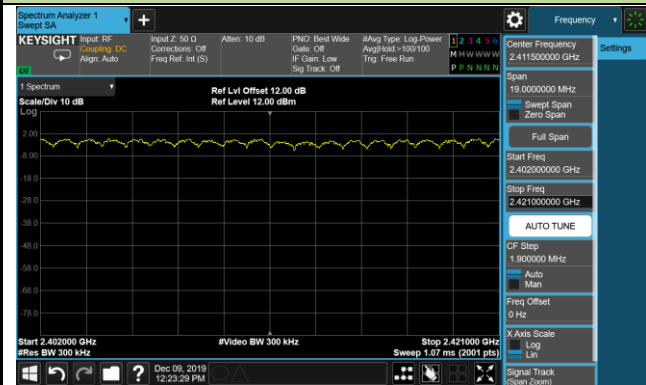 Spectrum Analyzer 1
Swept SA
Frequency
KEYSIGHT
Input: RF
Coupling: DC
Align: Auto
Input Z: 50 Ω
Corrections: Off
Freq Ref: Int (S)
Atten: 10 dB
PNO: Best Wide
Gate: Off
IF Gain: Low
Sig Track: Off
#Avg Type: Log-Power
Avg|Hold:>100/100
Trig: Free Run
1 2 3 4 5 6
M W W W W W
P P N N N N
Center Frequency
2.411500000 GHz
Settings
Span
19.0000000 MHz
Swept Span
Zero Span
Full Span
Start Freq
2.402000000 GHz
Stop Freq
2.421000000 GHz
AUTO TUNE
CF Step
1.900000 MHz
Auto
Man
Freq Offset
0 Hz
X Axis Scale
Log
Lin
Signal Track
(Span Zoom)
1 Spectrum
Scale/Div 10 dB
Ref Lvl Offset 12.00 dB
Ref Level 12.00 dBm
Log
2.00
-8.00
-18.0
-28.0
-38.0
-48.0
-58.0
-68.0
-78.0
Start 2.402000 GHz
#Res BW 300 kHz
#Video BW 300 kHz
Stop 2.421000 GHz
Sweep 1.07 ms (2001 pts)
Dec 09, 2019
12:23:29 PM